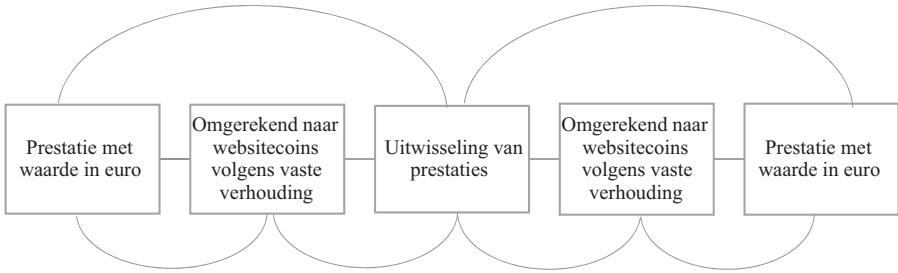 Prestatie met
waarde in euro
Omgerekend naar
websitecoins
volgens vaste
verhouding
Uitwisseling van
prestaties
Omgerekend naar
websitecoins
volgens vaste
verhouding
Prestatie met
waarde in euro